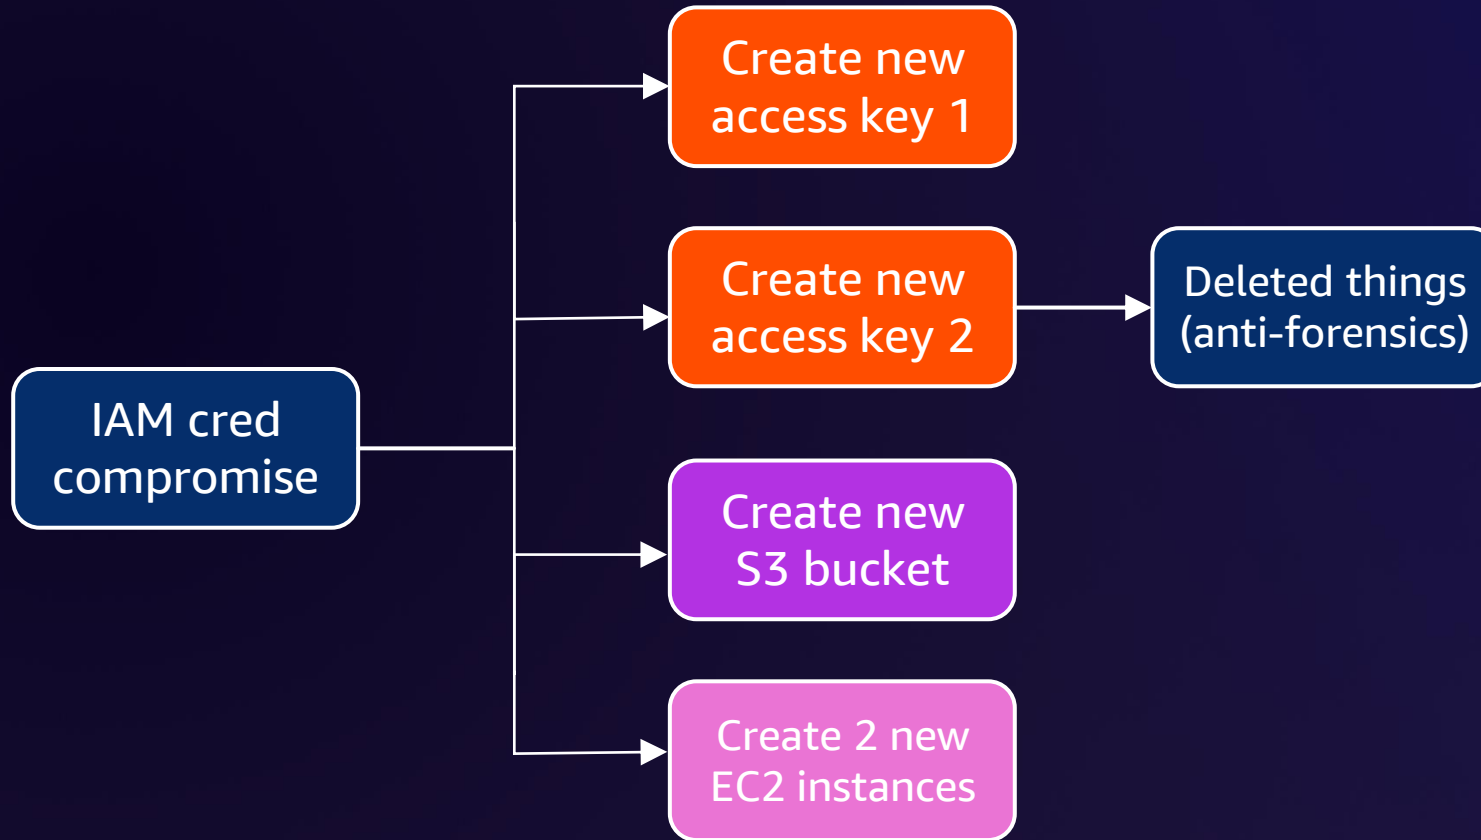 Create new
access key 1
Create new
access key 2
Deleted things
(anti-forensics)
IAM cred
compromise
Create new
S3 bucket
Create 2 new
EC2 instances